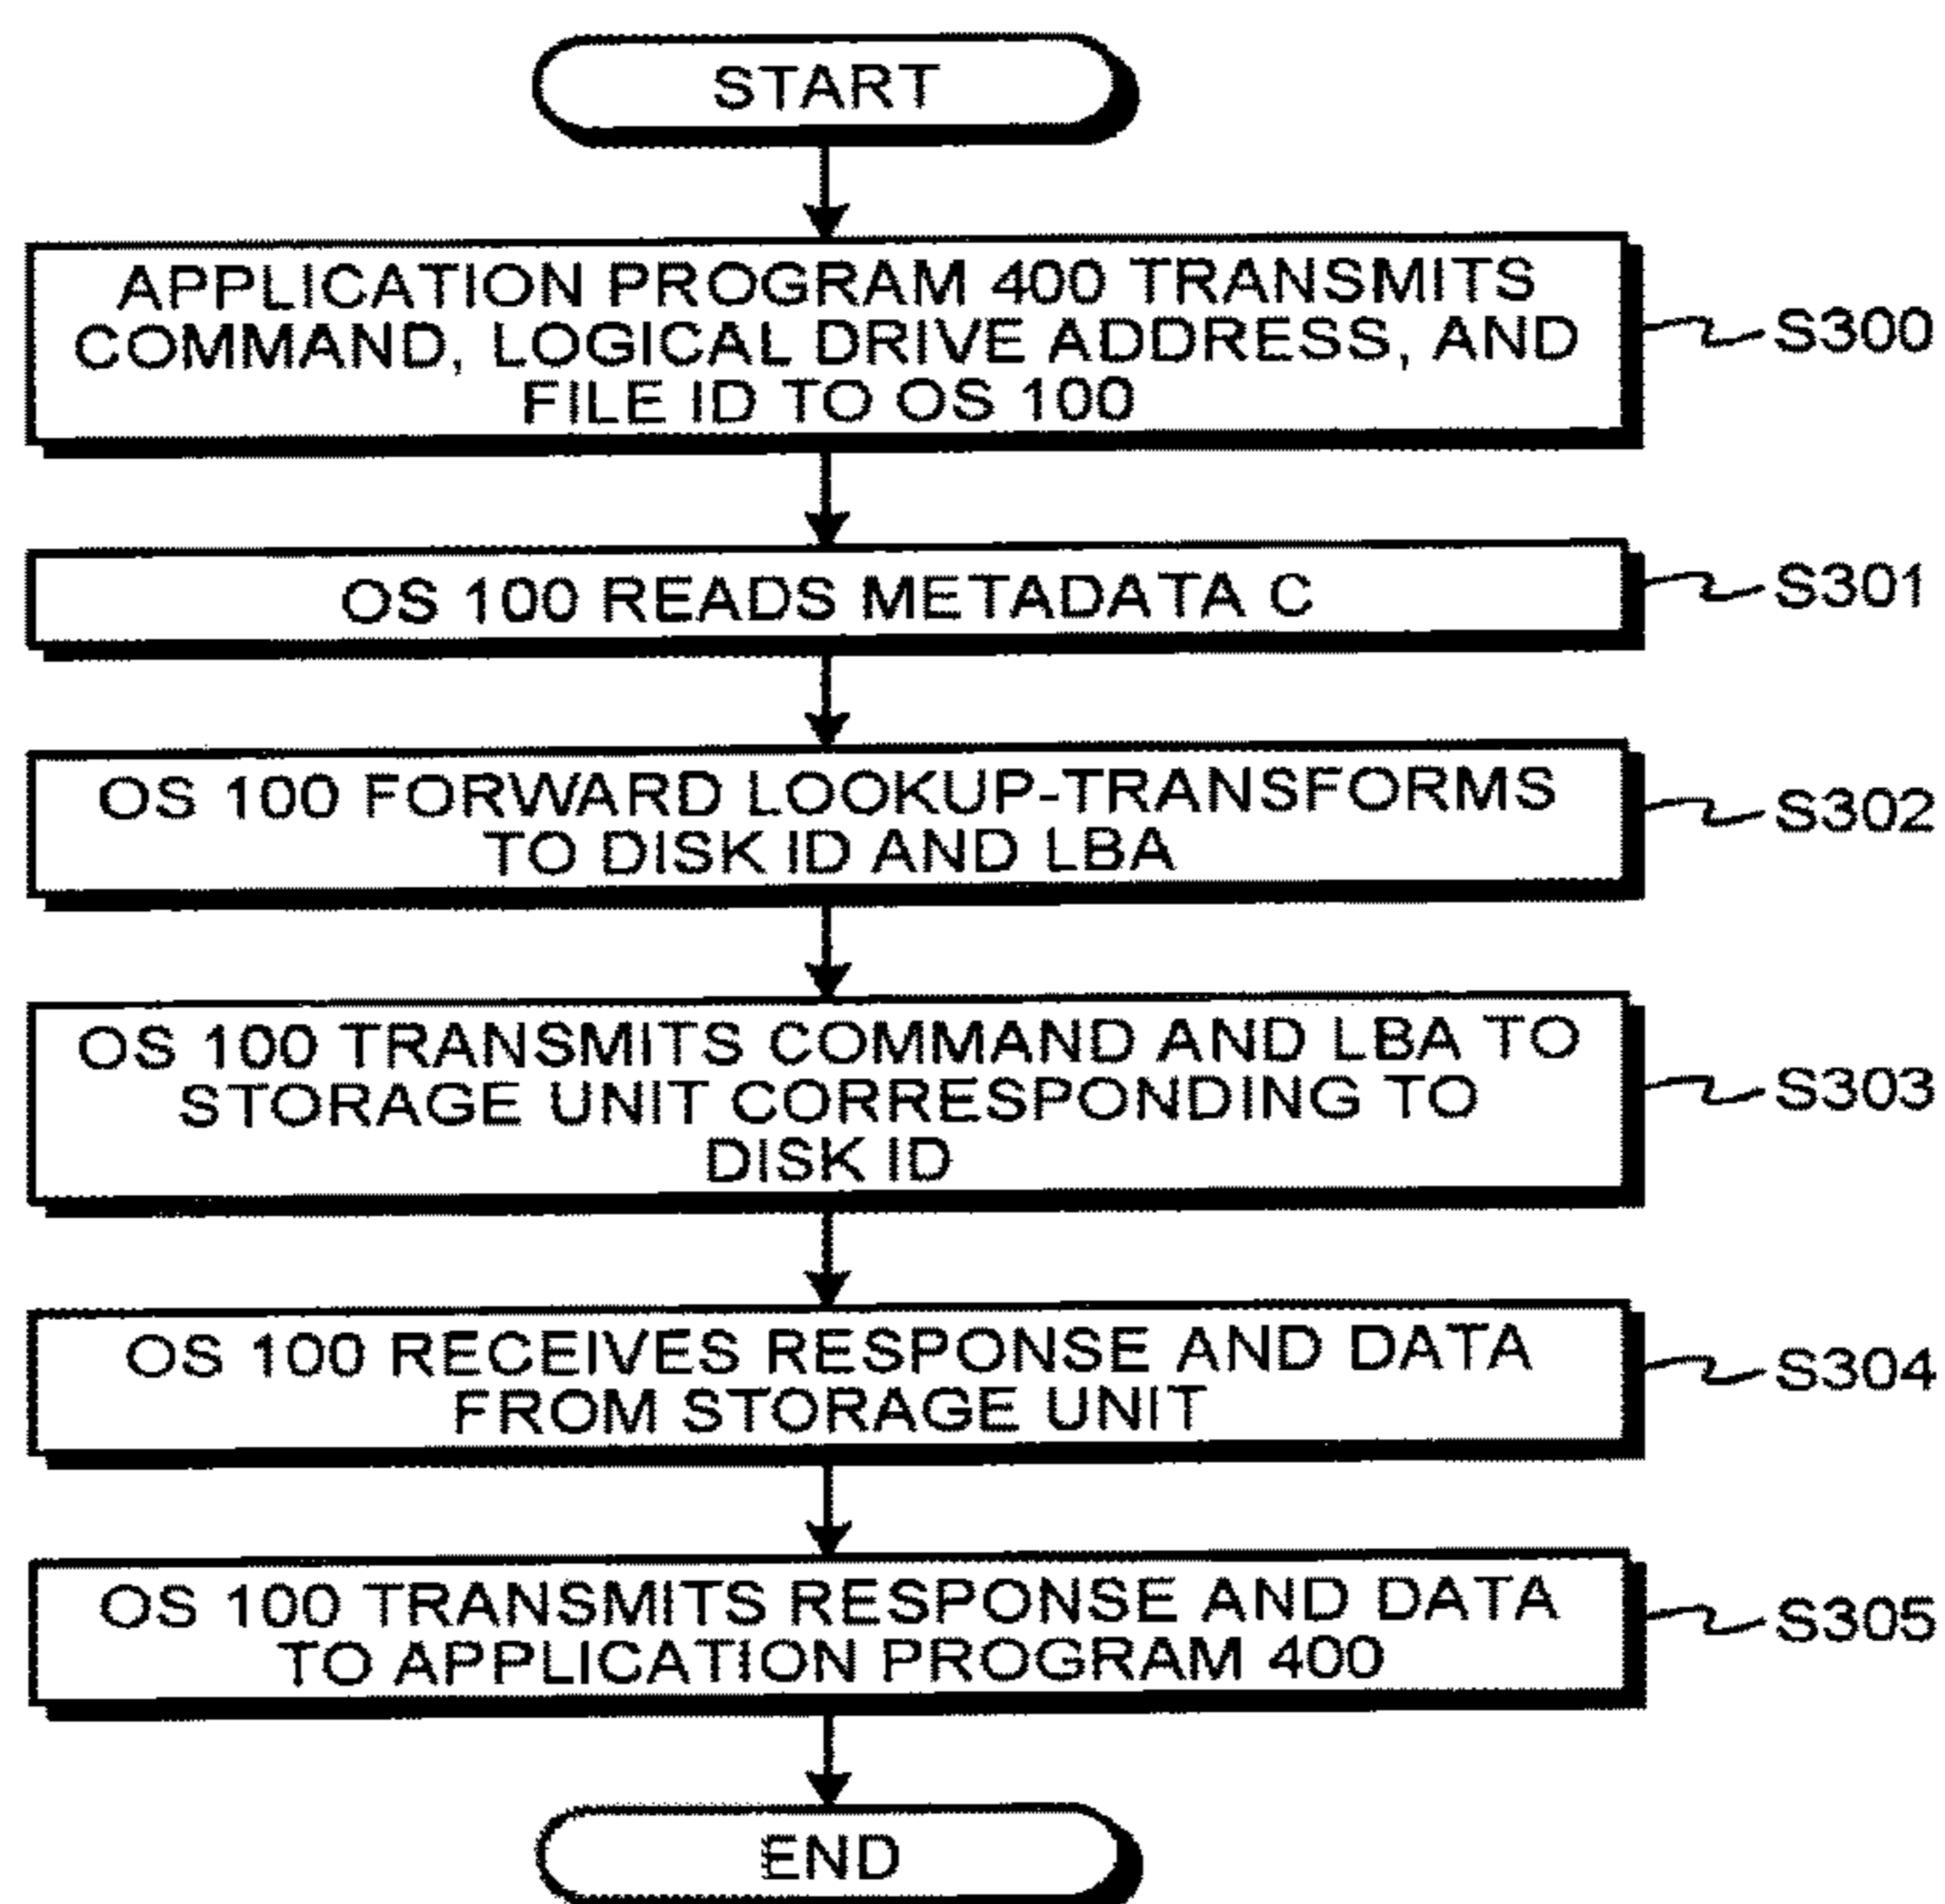 START
APPLICATION PROGRAM 400 TRANSMITS
COMMAND, LOGICAL DRIVE ADDRESS, AND
FILE ID TO OS 100
S300
OS 100 READS METADATA C
S301
OS 100 FORWARD LOOKUP-TRANSFORMS
TO DISK ID AND LBA
S302
OS 100 TRANSMITS COMMAND AND LBA TO
STORAGE UNIT CORRESPONDING TO
DISK ID
S303
OS 100 RECEIVES RESPONSE AND DATA
FROM STORAGE UNIT
S304
OS 100 TRANSMITS RESPONSE AND DATA
TO APPLICATION PROGRAM 400
S305
END